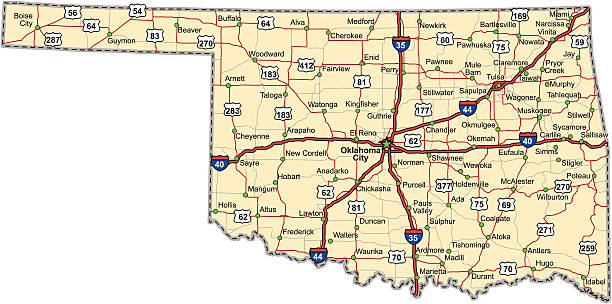 56
64
54
Boise
City
287
Guymon
83
Beaver
270
Buffalo
64
Alva
Medford
Cherokee
Newkirk
60
Bartlesville
169
Miami
Narcissa
Vinita
Pawhuska
75
Nowata
35
Woodward
183
412
Enid
Fairview
Perry
Pawnee
Mule
Barn
Claremore
Tulsa
Jay
59
Pryor
Creek
Arnett
81
Stillwater
Sapulpa
Murphy
Taloga
Watonga
Kingfisher
Guthrie
177
44
Wagoner
Tahlequah
Muskogee
Stilwell
283
183
Cheyenne
Arapaho
El Reno
Chandler
Okmulgee
Sycamore
62
Okemah
40
Carlile
Sallisaw
Oklahoma
City
New Cordell
40
Sayre
Norman
Shawnee
Wewoka
Eufaula
Simms
Stigler
Hobart
Anadarko
Chickasha
Purcell
377
Holdenville
McAlester
270
Poteau
Wilburton
Mangum
62
81
Pauls
Valley
Ada
75
69
Hollis
62
Altus
Lawton
Duncan
Sulphur
Coalgate
271
Frederick
Walters
35
Atoka
259
44
Waurika
70
Ardmore
Tishomingo
Madill
Antlers
Marietta
Durant
70
Hugo
Idabel